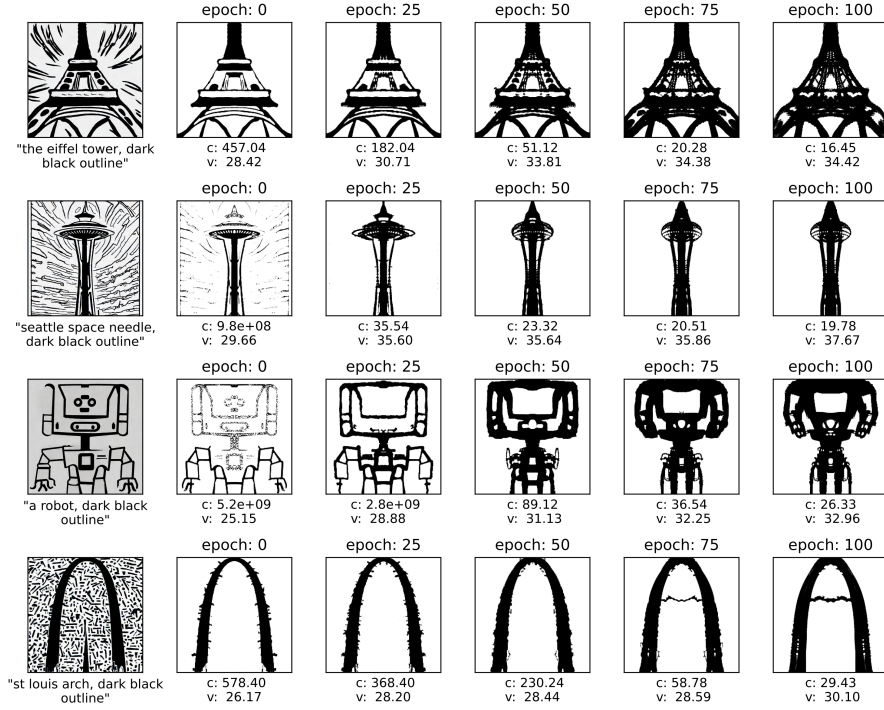 epoch: 0 epoch: 25 epoch: 50 epoch: 75 epoch: 100
"the eiffel tower, dark
black outline"
c: 457.04 c: 182.04 c: 51.12 c: 20.28 c: 16.45
v: 28.42 v: 30.71 v: 33.81 v: 34.38 v: 34.42
epoch: 0 epoch: 25 epoch: 50 epoch: 75 epoch: 100
"seattle space needle,
dark black outline"
c: 9.8e+08 c: 35.54 c: 23.32 c: 20.51 c: 19.78
v: 29.66 v: 35.60 v: 35.64 v: 35.86 v: 37.67
epoch: 0 epoch: 25 epoch: 50 epoch: 75 epoch: 100
"a robot, dark black
outline"
c: 5.2e+09 c: 2.8e+09 c: 89.12 c: 36.54 c: 26.33
v: 25.15 v: 28.88 v: 31.13 v: 32.25 v: 32.96
epoch: 0 epoch: 25 epoch: 50 epoch: 75 epoch: 100
"st louis arch, dark black
outline"
c: 578.40 c: 368.40 c: 230.24 c: 58.78 c: 29.43
v: 26.17 v: 28.20 v: 28.44 v: 28.59 v: 30.10